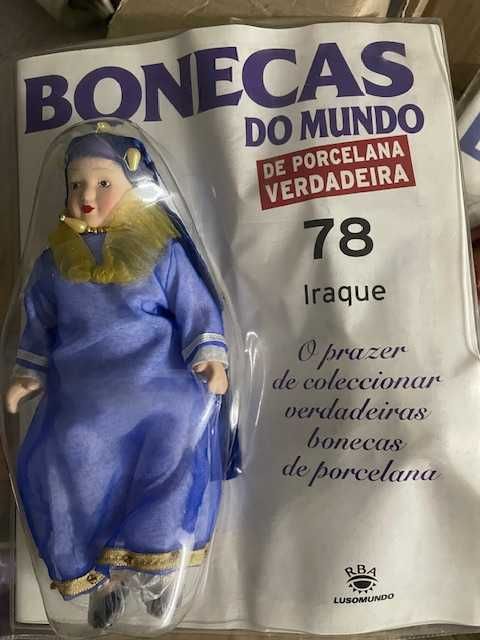 BONECAS
DO MUNDO
DE PORCELANA
VERDADEIRA
78
Iraque
O prazer
de coleccionar
verdadeiras
bonecas
de porcelana
RBA
LUSOMUNDO